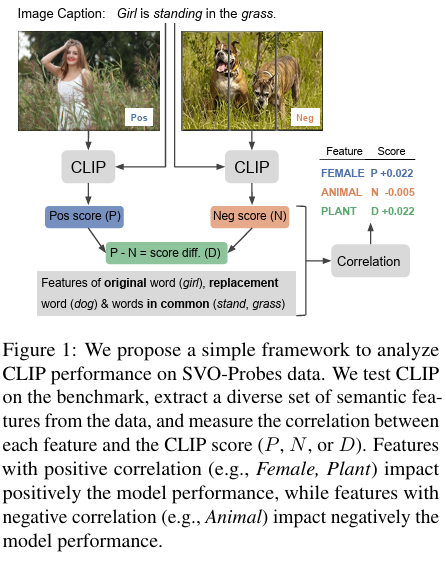 Image Caption: Girl is standing in the grass.
Pos
Neg
CLIP
CLIP
Feature Score
FEMALE P +0.022
ANIMAL N -0.005
PLANT D +0.022
Pos score (P)
Neg score (N)
P - N = score diff. (D)
Correlation
Features of original word (girl), replacement
word (dog) & words in common (stand, grass)
Figure 1: We propose a simple framework to analyze
CLIP performance on SVO-Probes data. We test CLIP
on the benchmark, extract a diverse set of semantic fea-
tures from the data, and measure the correlation between
each feature and the CLIP score (P, N, or D). Features
with positive correlation (e.g., Female, Plant) impact
positively the model performance, while features with
negative correlation (e.g., Animal) impact negatively the
model performance.